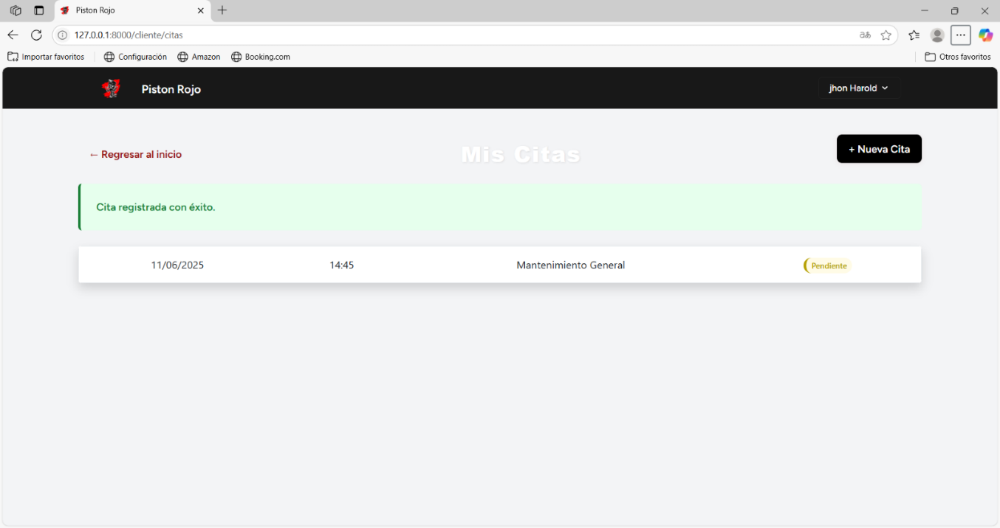 Piston Rojo
127.0.0.1:8000/cliente/citas
Importar favoritos
Configuración
Amazon
Booking.com
Otros favoritos
Piston Rojo
jhon Harold
← Regresar al inicio
Mis Citas
+ Nueva Cita
Cita registrada con éxito.
11/06/2025 14:45 Mantenimiento General Pendiente